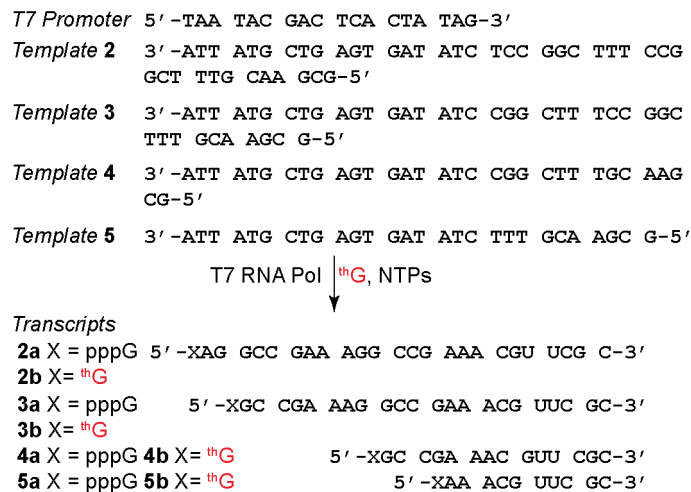 T7 Promoter 5'-TAA TAC GAC TCA CTA TAG-3'
Template 2 3'-ATT ATG CTG AGT GAT ATC TCC GGC TTT CCG
GCT TTG CAA GCG-5'
Template 3 3'-ATT ATG CTG AGT GAT ATC CGG CTT TCC GGC
TTT GCA AGC G-5'
Template 4 3'-ATT ATG CTG AGT GAT ATC CGG CTT TGC AAG
CG-5'
Template 5 3'-ATT ATG CTG AGT GAT ATC TTT GCA AGC G-5'
T7 RNA Pol thG, NTPs
Transcripts
2a X = pppG 5'-XAG GCC GAA AGG CCG AAA CGU UCG C-3'
2b X= thG
3a X = pppG 5'-XGC CGA AAG GCC GAA ACG UUC GC-3'
3b X= thG
4a X = pppG 4b X= thG 5'-XGC CGA AAC GUU CGC-3'
5a X = pppG 5b X= thG 5'-XAA ACG UUC GC-3'